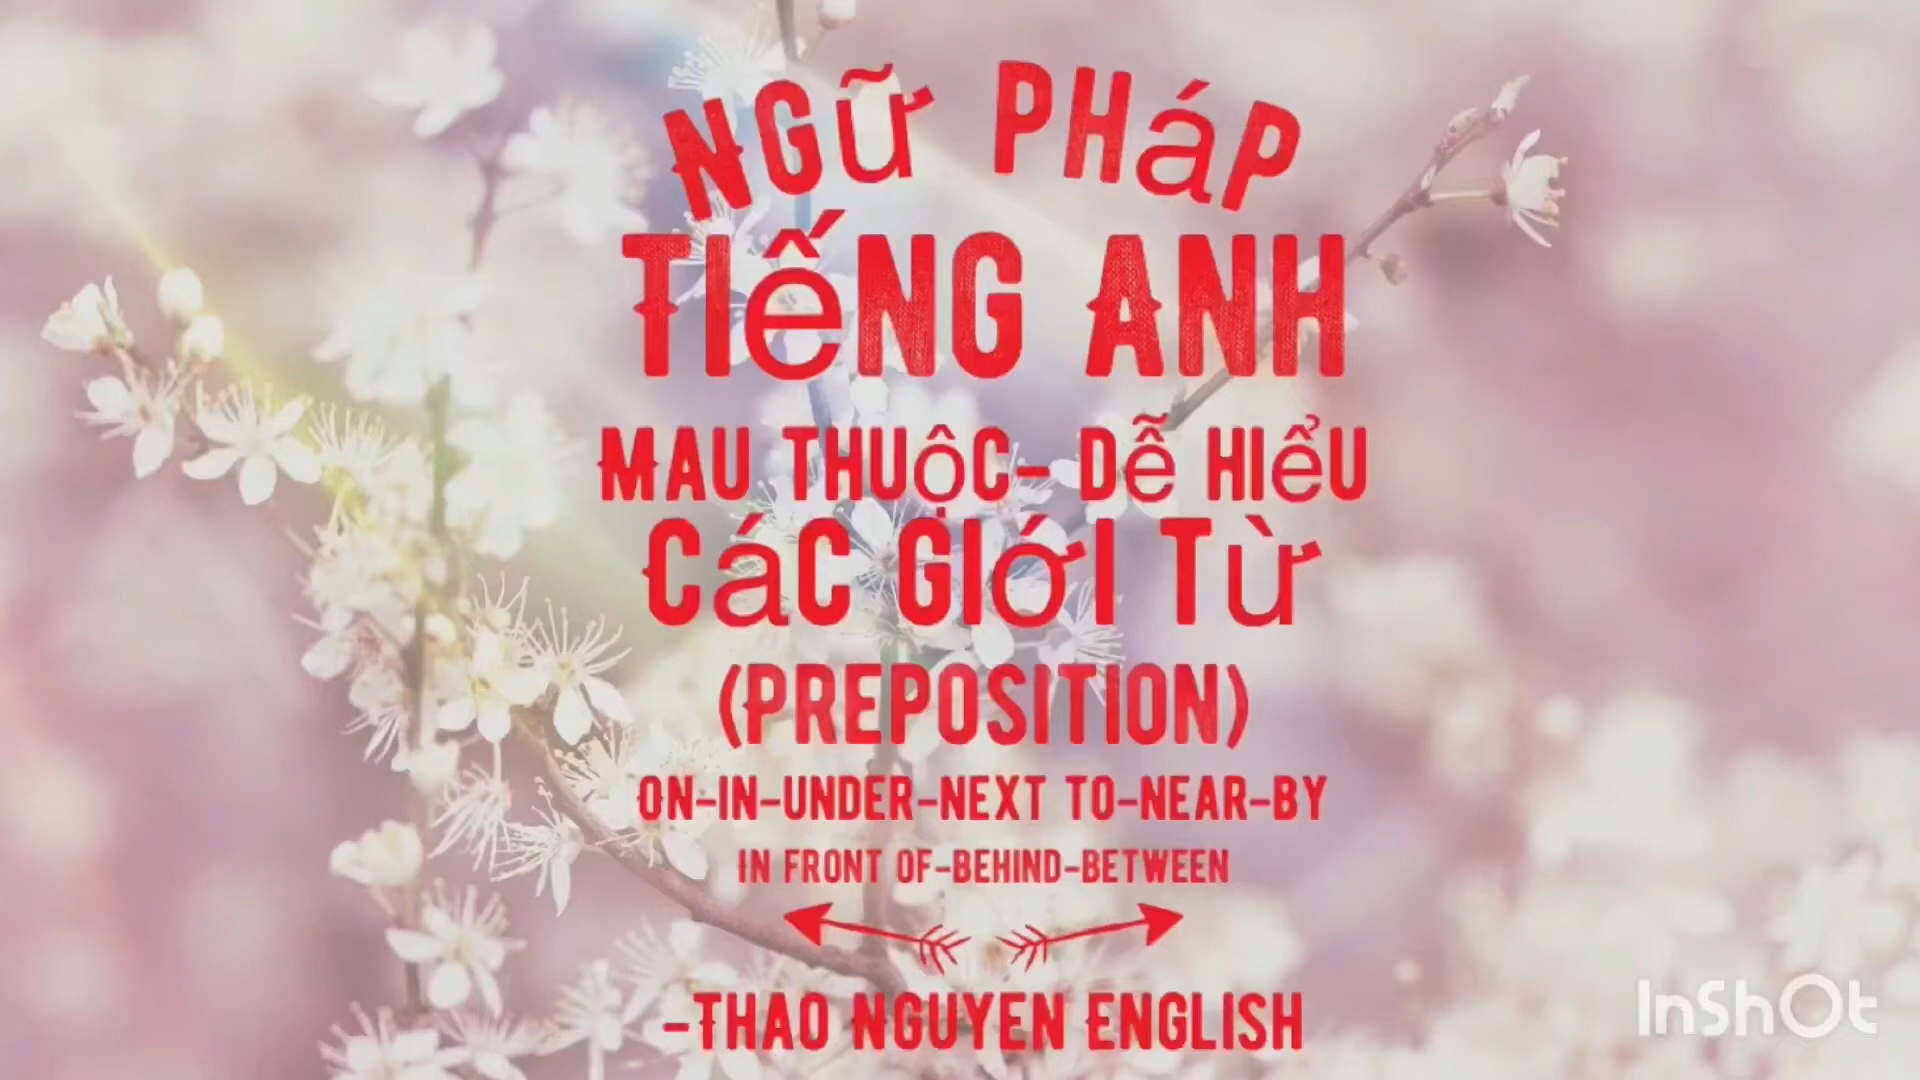 NGỮ PHÁP
TIẾNG ANH
MAU THUỘC- DỄ HIỂU
CÁC GIỚI TỪ
(PREPOSITION)
ON-IN-UNDER-NEXT TO-NEAR-BY
IN FRONT OF-BEHIND-BETWEEN
-THAO NGUYEN ENGLISH
InShOt